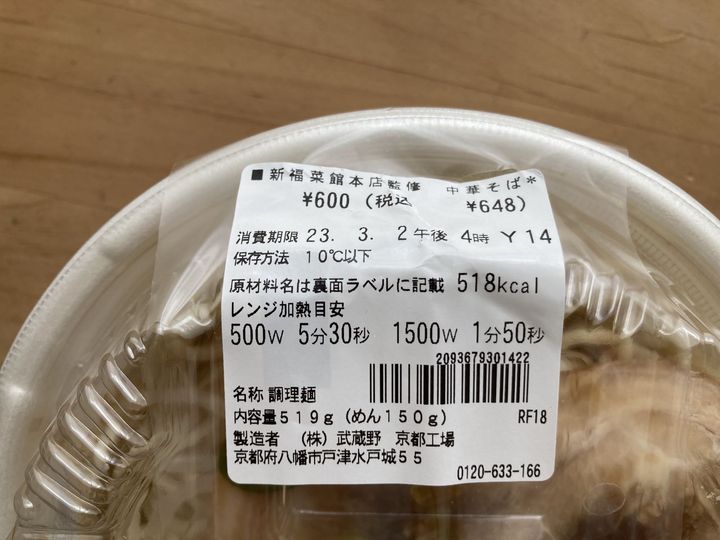 ■新福菜館本店監修 中華そば*
¥600 (税込 ¥648)
消費期限 23. 3. 2午後 4時 Y 14
保存方法 10℃以下
原材料名は裏面ラベルに記載 518kcal
レンジ加熱目安
500W 5分30秒 1500W 1分50秒
2093679301422
名称 調理麺
内容量519g(めん150g) RF18
製造者 (株)武蔵野 京都工場
京都府八幡市戸津水戸城55
0120-633-166